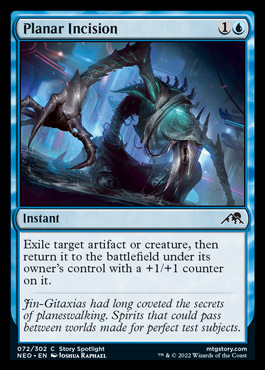 Planar Incision 1
Instant
Exile target artifact or creature, then
return it to the battlefield under its
owner's control with a +1/+1 counter
on it.
Jin-Gitaxias had long coveted the secrets
of planeswalking. Spirits that could pass
between worlds made for perfect test subjects.
072/302 C Story Spotlight mtgstory.com
NEO • EN Joshua Raphael ™ & © 2022 Wizards of the Coast